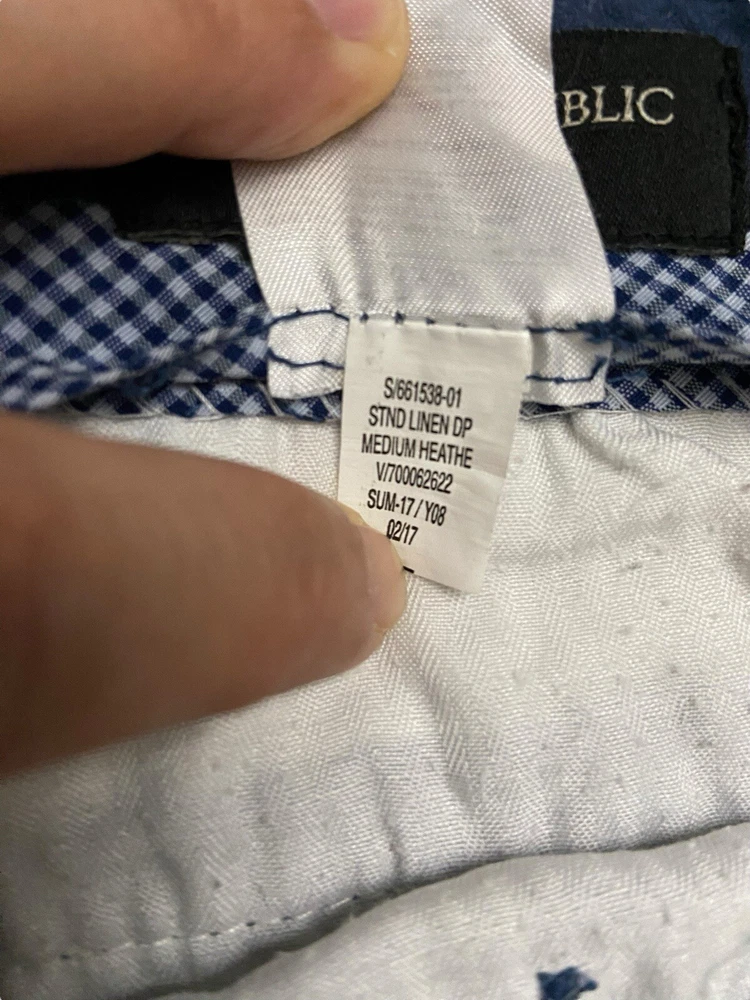 BLIC
S/661538-01
STND LINEN DP
MEDIUM HEATHE
V/700062622
SUM-17 / Y08
02/17